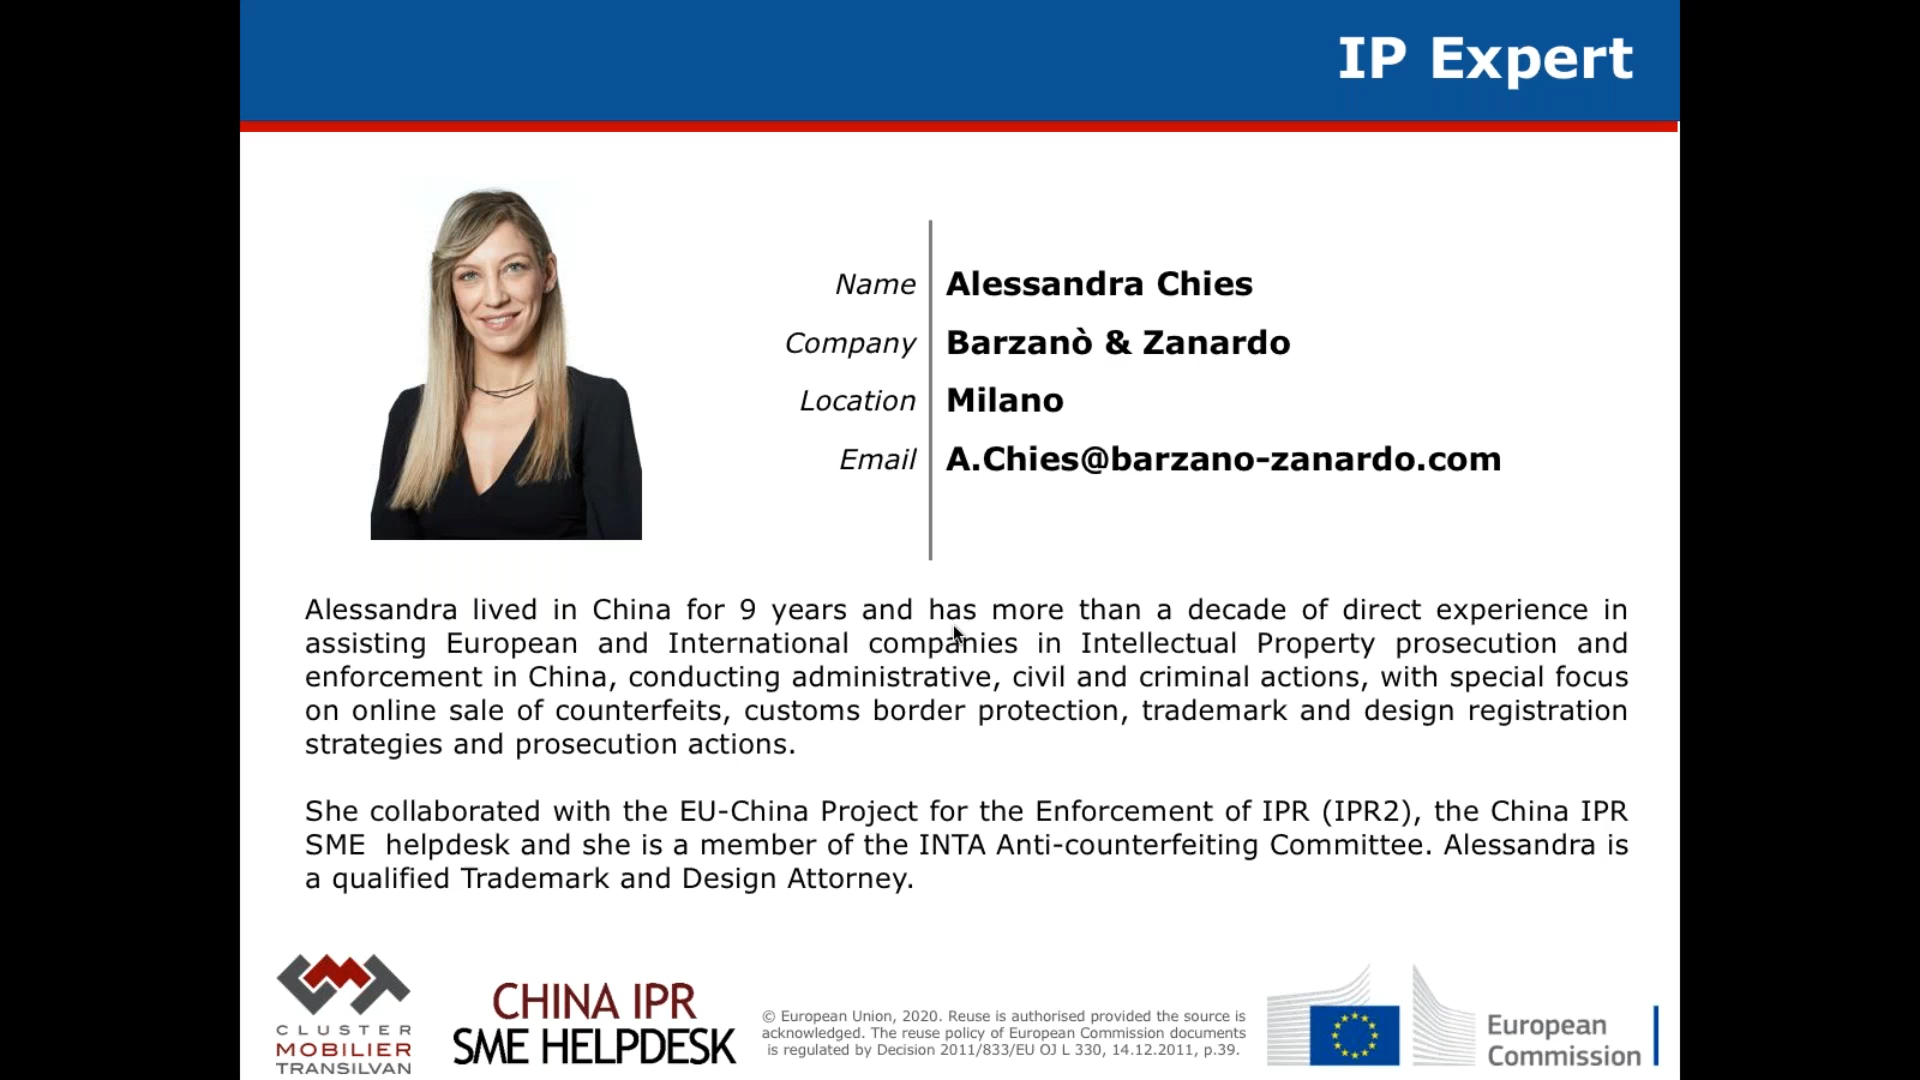 IP Expert
Name Alessandra Chies
Company Barzanò & Zanardo
Location Milano
Email A.Chies@barzano-zanardo.com
Alessandra lived in China for 9 years and has more than a decade of direct experience in
assisting European and International companies in Intellectual Property prosecution and
enforcement in China, conducting administrative, civil and criminal actions, with special focus
on online sale of counterfeits, customs border protection, trademark and design registration
strategies and prosecution actions.
She collaborated with the EU-China Project for the Enforcement of IPR (IPR2), the China IPR
SME helpdesk and she is a member of the INTA Anti-counterfeiting Committee. Alessandra is
a qualified Trademark and Design Attorney.
CLUSTER
MOBILIER
TRANSILVAN
CHINA IPR
SME HELPDESK
© European Union, 2020. Reuse is authorised provided the source is
acknowledged. The reuse policy of European Commission documents
is regulated by Decision 2011/833/EU OJ L 330, 14.12.2011, p.39.
European
Commission